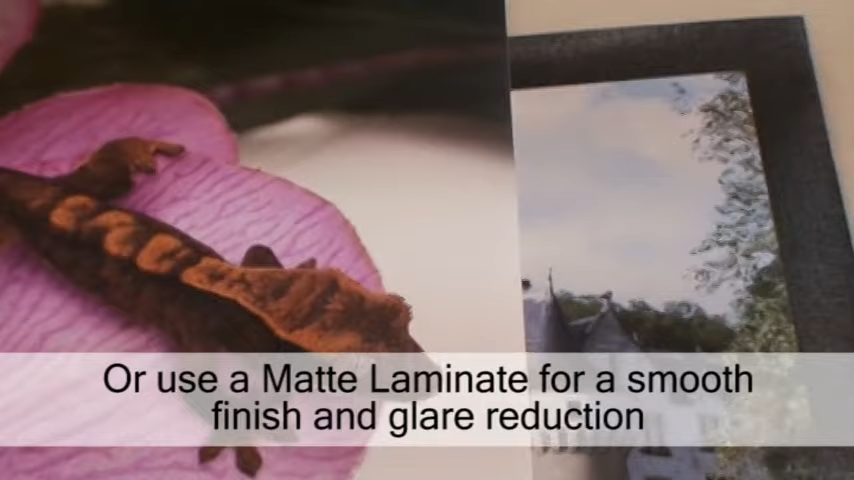 Or use a Matte Laminate for a smooth
finish and glare reduction